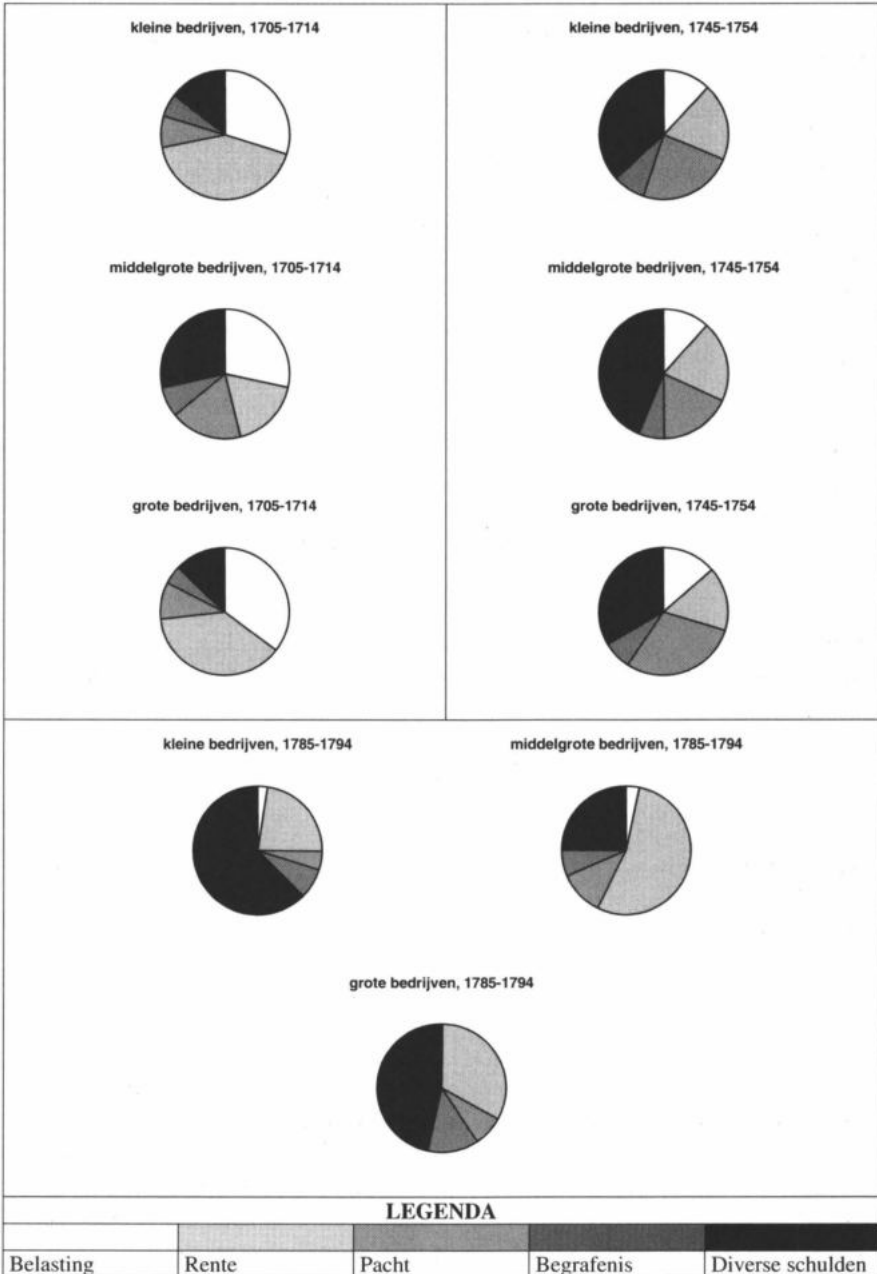 kleine bedrijven, 1705-1714
kleine bedrijven, 1745-1754
middelgrote bedrijven, 1705-1714
middelgrote bedrijven, 1745-1754
grote bedrijven, 1705-1714
grote bedrijven, 1745-1754
kleine bedrijven, 1785-1794
middelgrote bedrijven, 1785-1794
grote bedrijven, 1785-1794
LEGENDA
Belasting
Rente
Pacht
Begrafenis
Diverse schulden